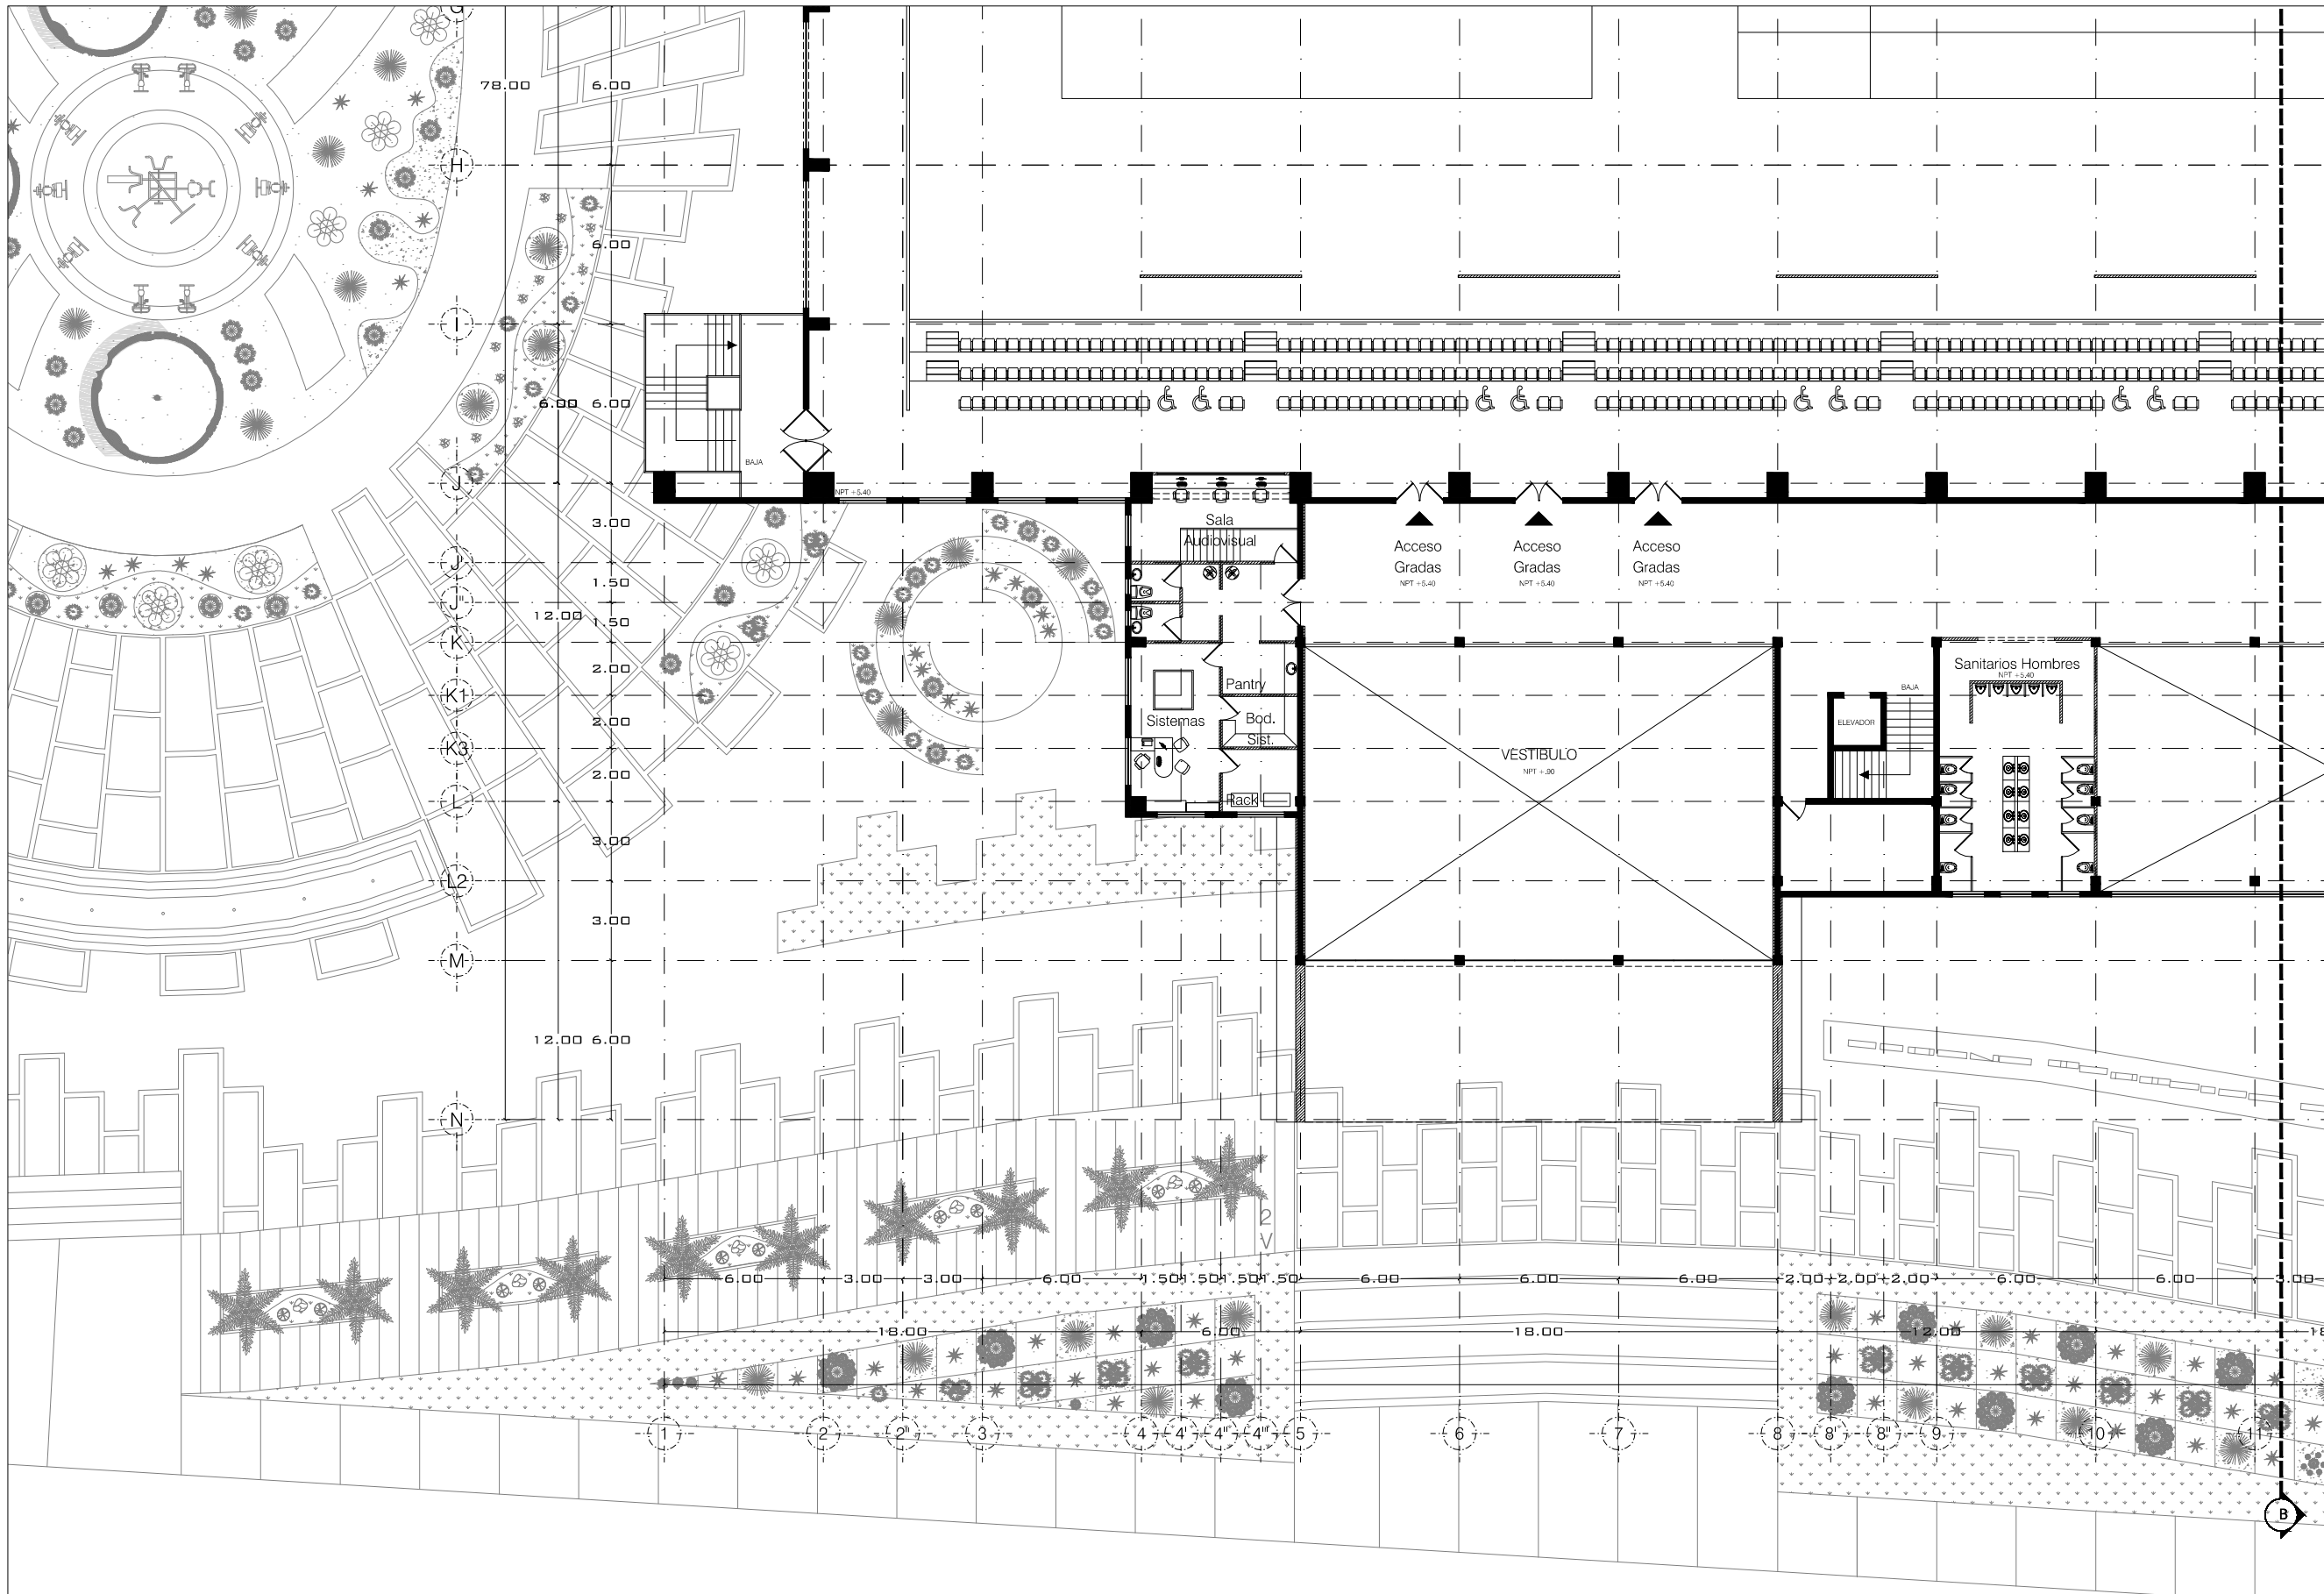 G
78.00
6.00
H
6.00
I
6.00
6.00
BAJA
J
NPT +5.40
3.00
Sala
Audiovisual
Acceso
Gradas
NPT +5.40
Acceso
Gradas
NPT +5.40
Acceso
Gradas
NPT +5.40
J'
1.50
J"
12.00
1.50
K
2.00
Sanitarios Hombres
NPT +5.40
K1
Pantry
BAJA
2.00
Sistemas
Bod.
Sist.
ELEVADOR
K3
VESTIBULO
NPT +.90
2.00
L
Rack
3.00
L2
3.00
M
12.00
6.00
N
2
V
6.00
3.00
3.00
6.00
1.50
1.50
1.50
1.50
6.00
6.00
6.00
2.00
2.00
2.00
6.00
6.00
3.00
18.00
6.00
18.00
12.00
1
2
2"
3
4
4'
4"
4'''
5
6
7
8
8'
8"
9
10
11
B